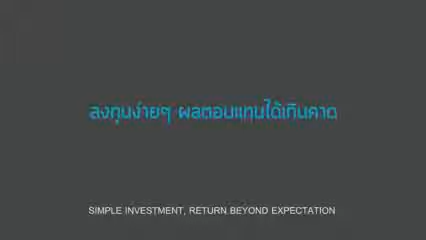 ลงทุนง่ายๆ ผลตอบแทนได้เกินคาด
SIMPLE INVESTMENT, RETURN BEYOND EXPECTATION